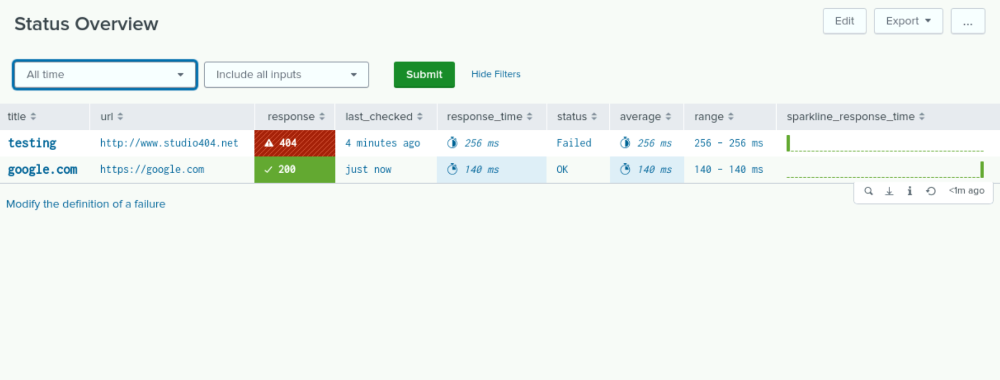 Status Overview
Edit
Export
...
All time
Include all inputs
Submit
Hide Filters
title url response last_checked response_time status average range sparkline_response_time
testing http://www.studio404.net 404 4 minutes ago 256 ms Failed 256 ms 256 - 256 ms
google.com https://google.com 200 just now 140 ms OK 140 ms 140 - 140 ms
<1m ago
Modify the definition of a failure